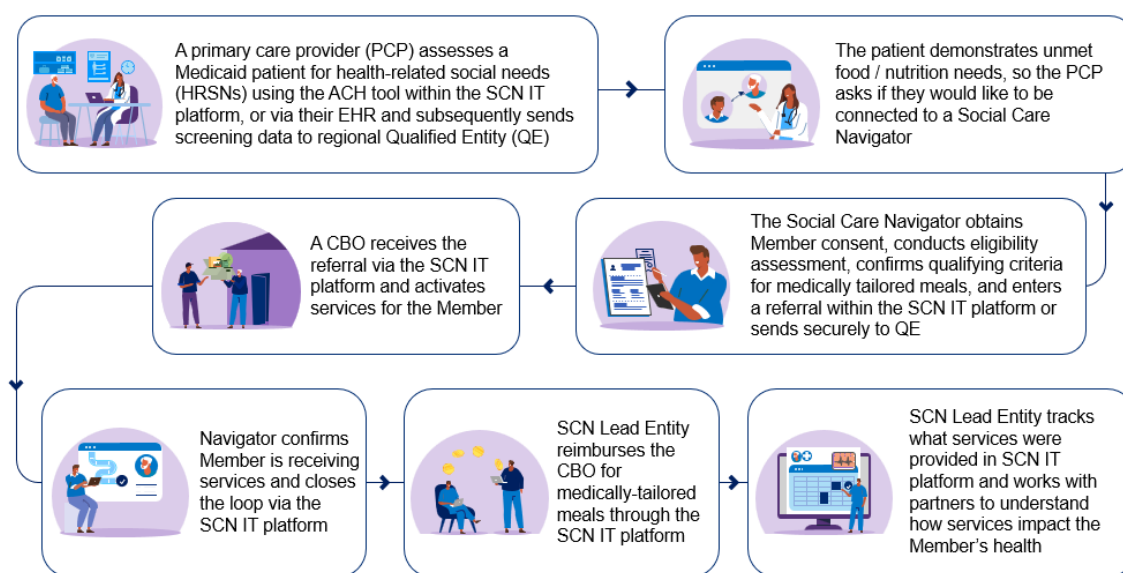 A primary care provider (PCP) assesses a
Medicaid patient for health-related social needs
(HRSNs) using the ACH tool within the SCN IT
platform, or via their EHR and subsequently sends
screening data to regional Qualified Entity (QE)
The patient demonstrates unmet
food / nutrition needs, so the PCP
asks if they would like to be
connected to a Social Care
Navigator
The Social Care Navigator obtains
Member consent, conducts eligibility
assessment, confirms qualifying criteria
for medically tailored meals, and enters
a referral within the SCN IT platform or
sends securely to QE
A CBO receives the
referral via the SCN IT
platform and activates
services for the Member
Navigator confirms
Member is receiving
services and closes
the loop via the
SCN IT platform
SCN Lead Entity
reimburses the
CBO for
medically-tailored
meals through the
SCN IT platform
SCN Lead Entity tracks
what services were
provided in SCN IT
platform and works with
partners to understand
how services impact the
Member's health